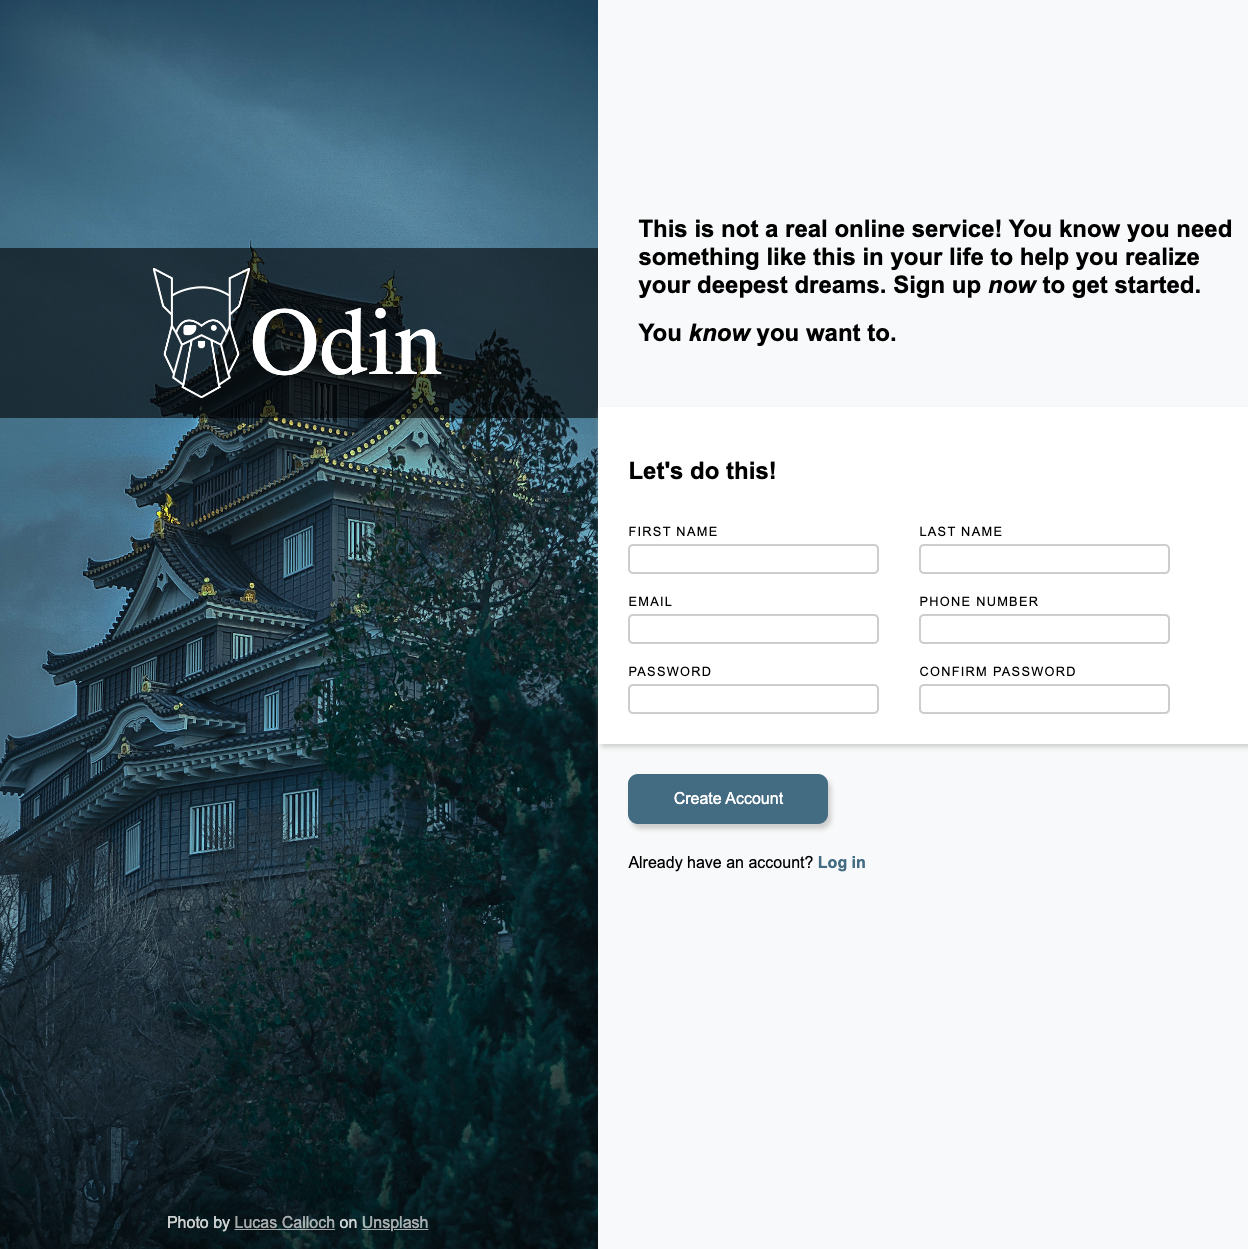 Odin
This is not a real online service! You know you need
something like this in your life to help you realize
your deepest dreams. Sign up now to get started.
You know you want to.
Let's do this!
FIRST NAME
LAST NAME
EMAIL
PHONE NUMBER
PASSWORD
CONFIRM PASSWORD
Create Account
Already have an account? Log in
Photo by Lucas Calloch on Unsplash